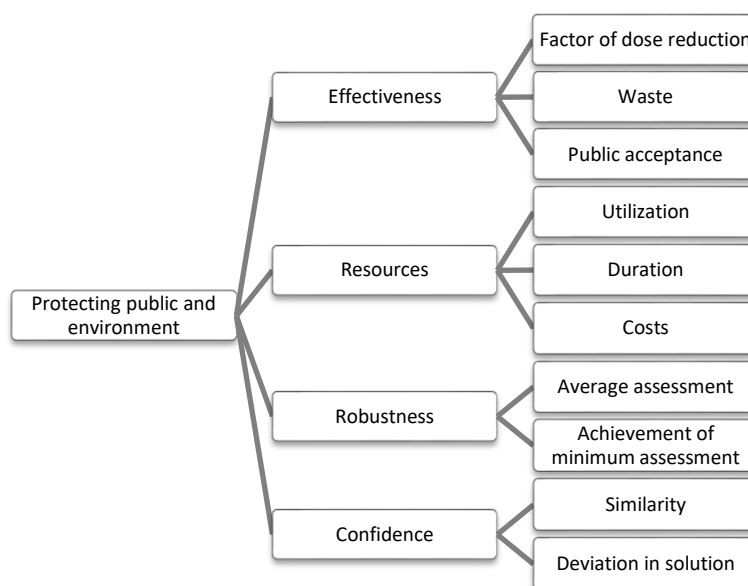 Protecting public and
environment
Effectiveness
Factor of dose reduction
Waste
Public acceptance
Resources
Utilization
Duration
Costs
Robustness
Average assessment
Achievement of
minimum assessment
Confidence
Similarity
Deviation in solution